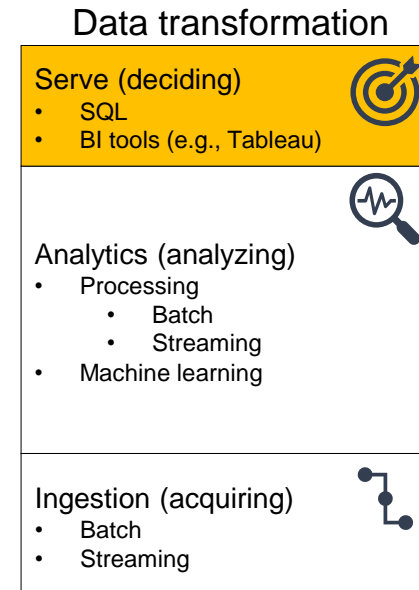 Data transformation
Serve (deciding)
• SQL
• BI tools (e.g., Tableau)
Analytics (analyzing)
• Processing
• Batch
• Streaming
• Machine learning
Ingestion (acquiring)
• Batch
• Streaming